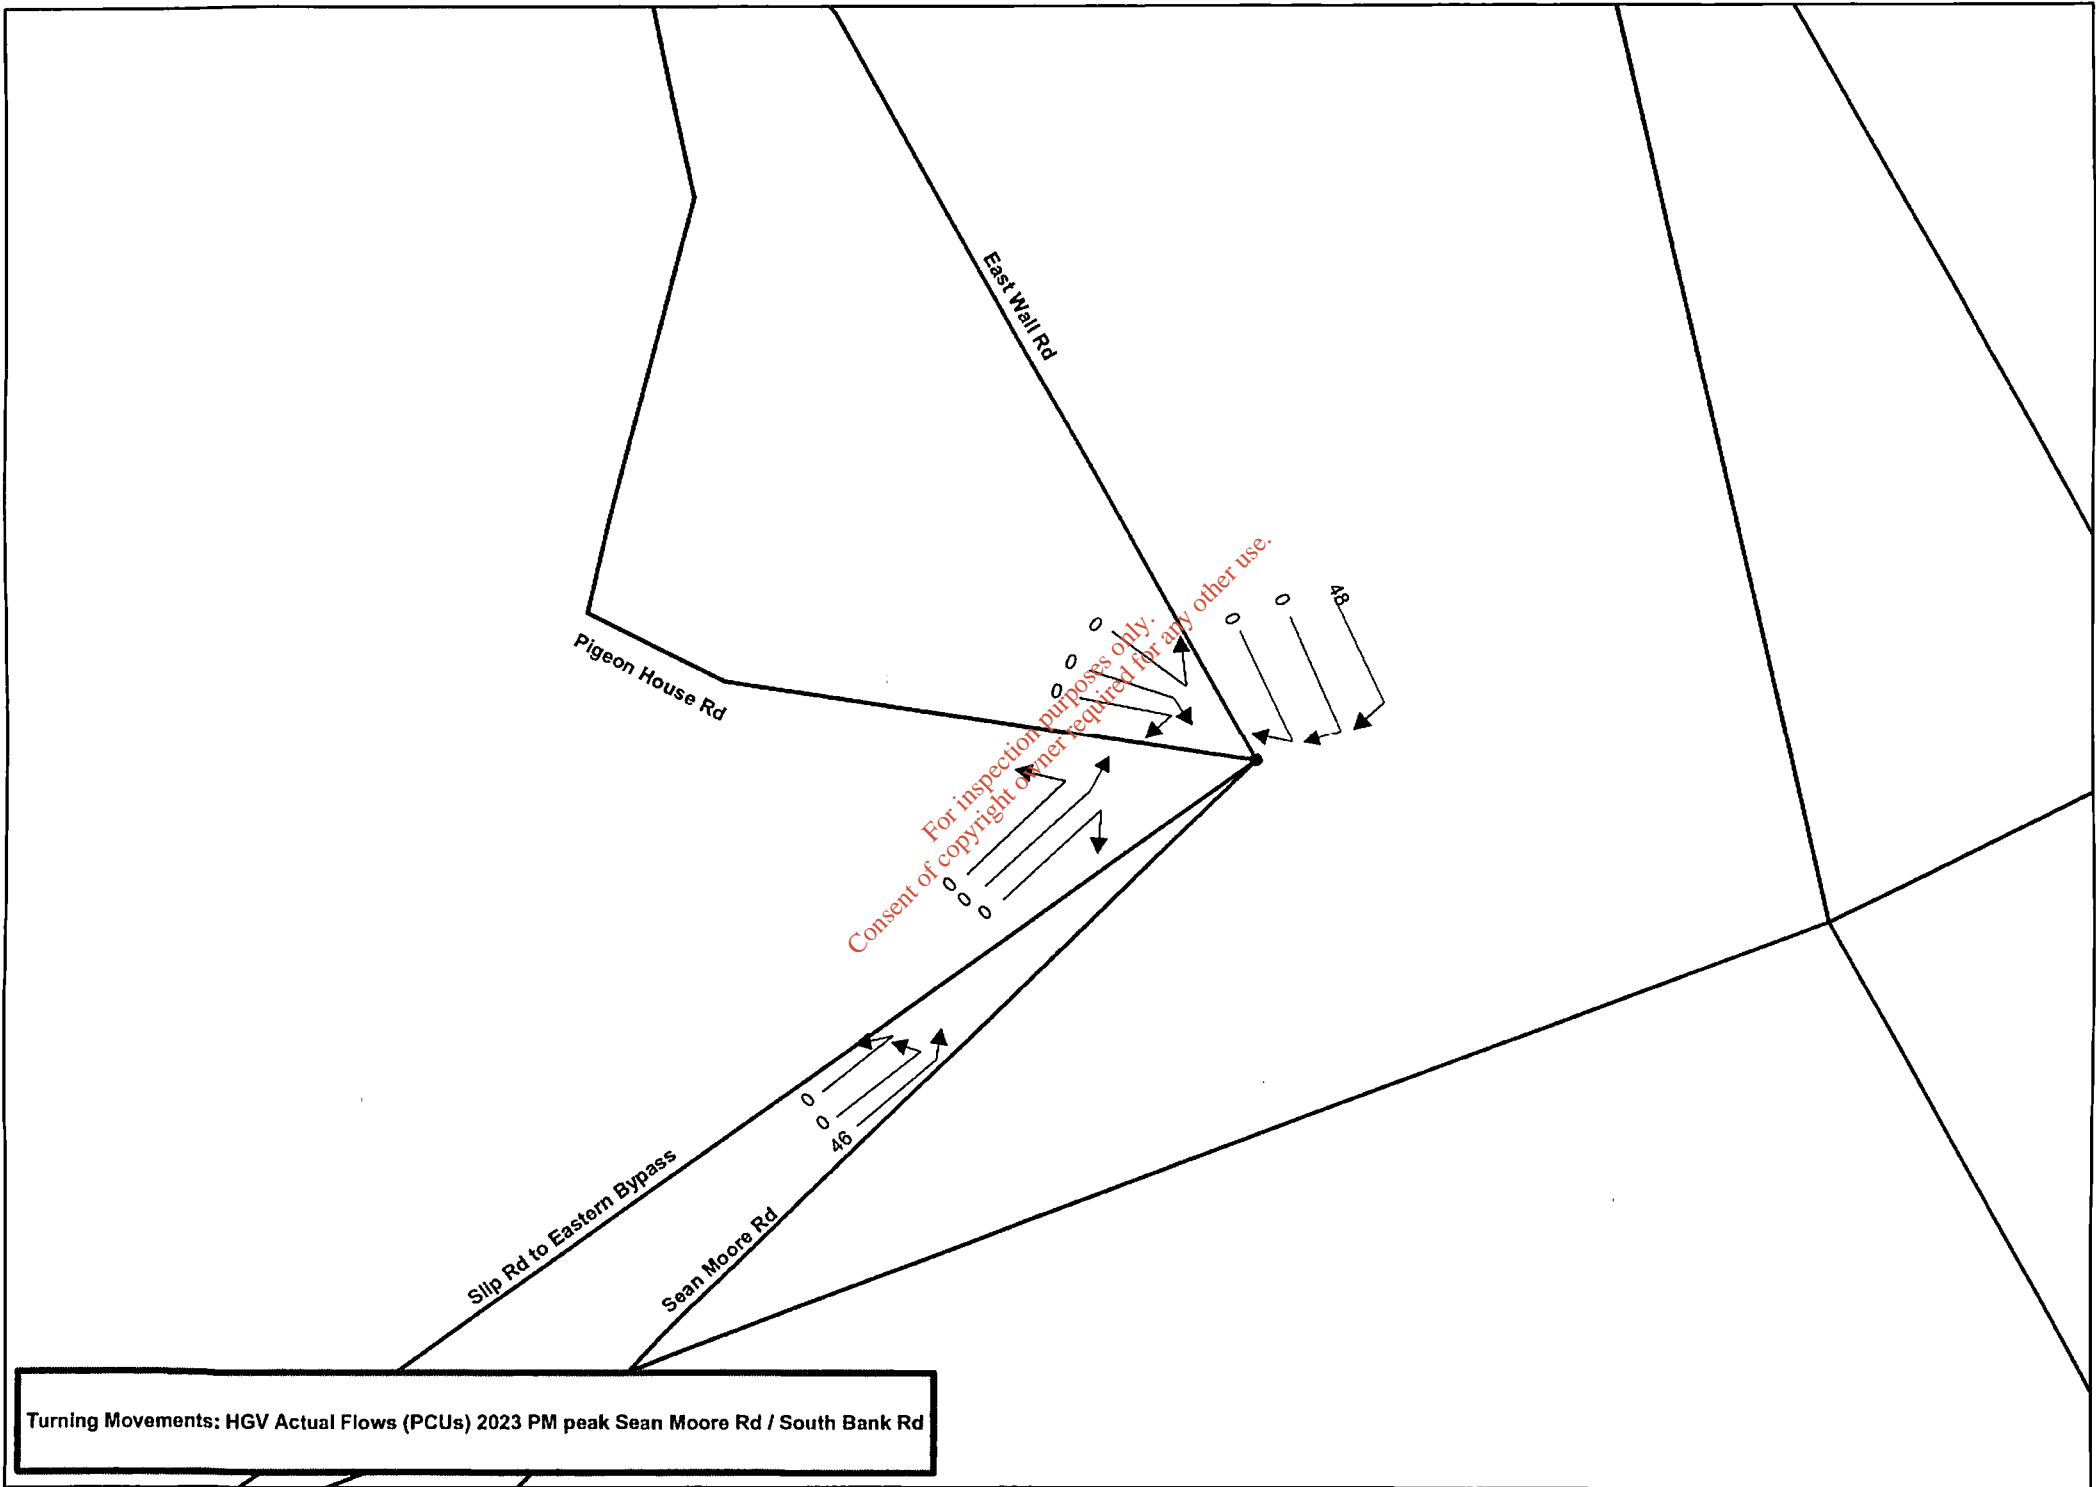 East Wall Rd
Pigeon House Rd
0
0
0
0
0
48
For inspection purposes only.
Consent of copyright owner required for any other use.
0
0
0
0
0
46
Slip Rd to Eastern Bypass
Sean Moore Rd
Turning Movements: HGV Actual Flows (PCUs) 2023 PM peak Sean Moore Rd / South Bank Rd